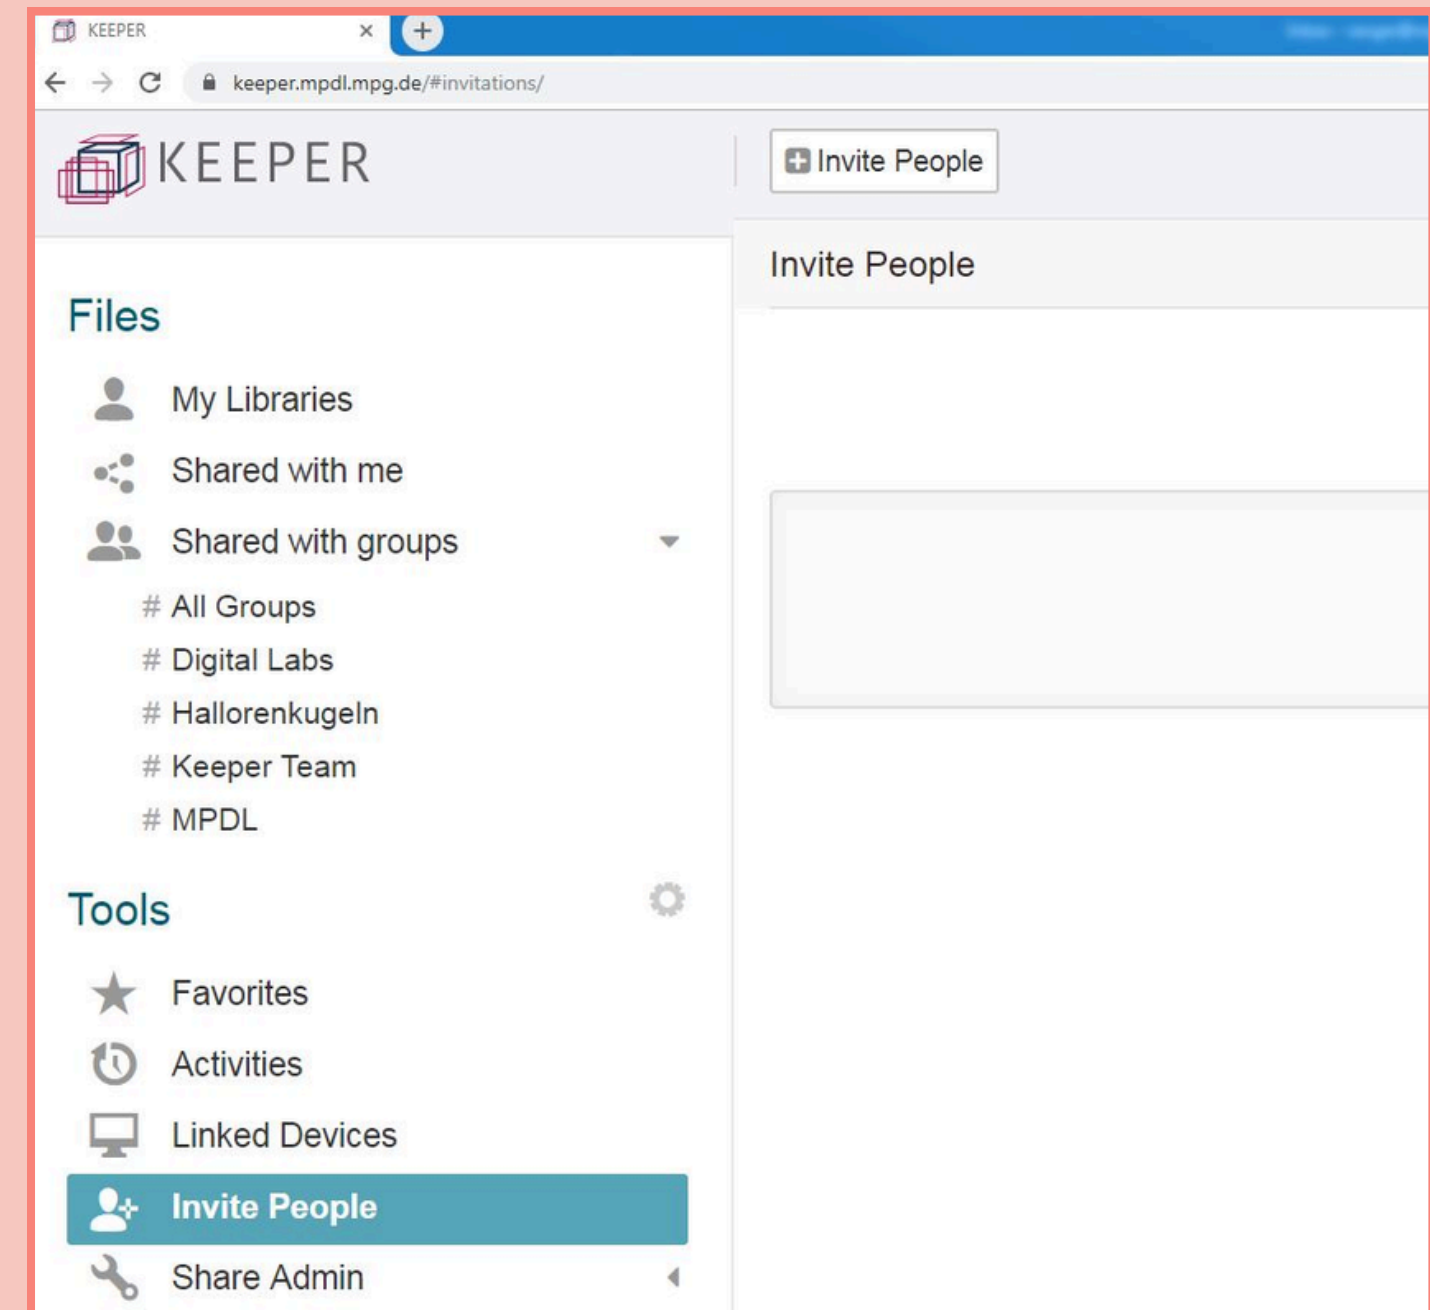 KEEPER
keeper.mpdl.mpg.de/#invitations/
KEEPER
Invite People
Invite People
Files
My Libraries
Shared with me
Shared with groups
# All Groups
# Digital Labs
# Hallorenkugeln
# Keeper Team
# MPDL
Tools
Favorites
Activities
Linked Devices
Invite People
Share Admin